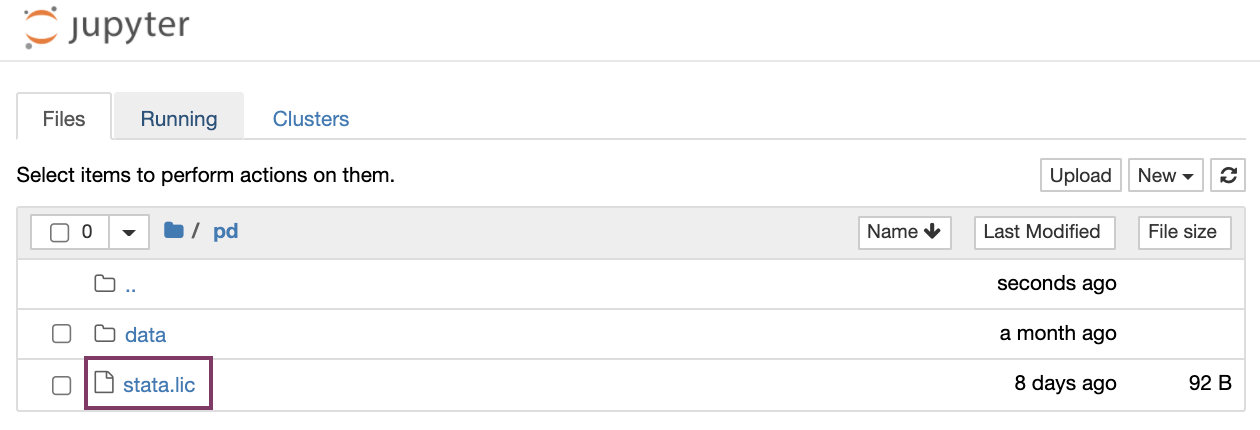 jupyter
Files Running Clusters
Select items to perform actions on them. Upload New
0 / pd Name Last Modified File size
.. seconds ago
data a month ago
stata.lic 8 days ago 92 B